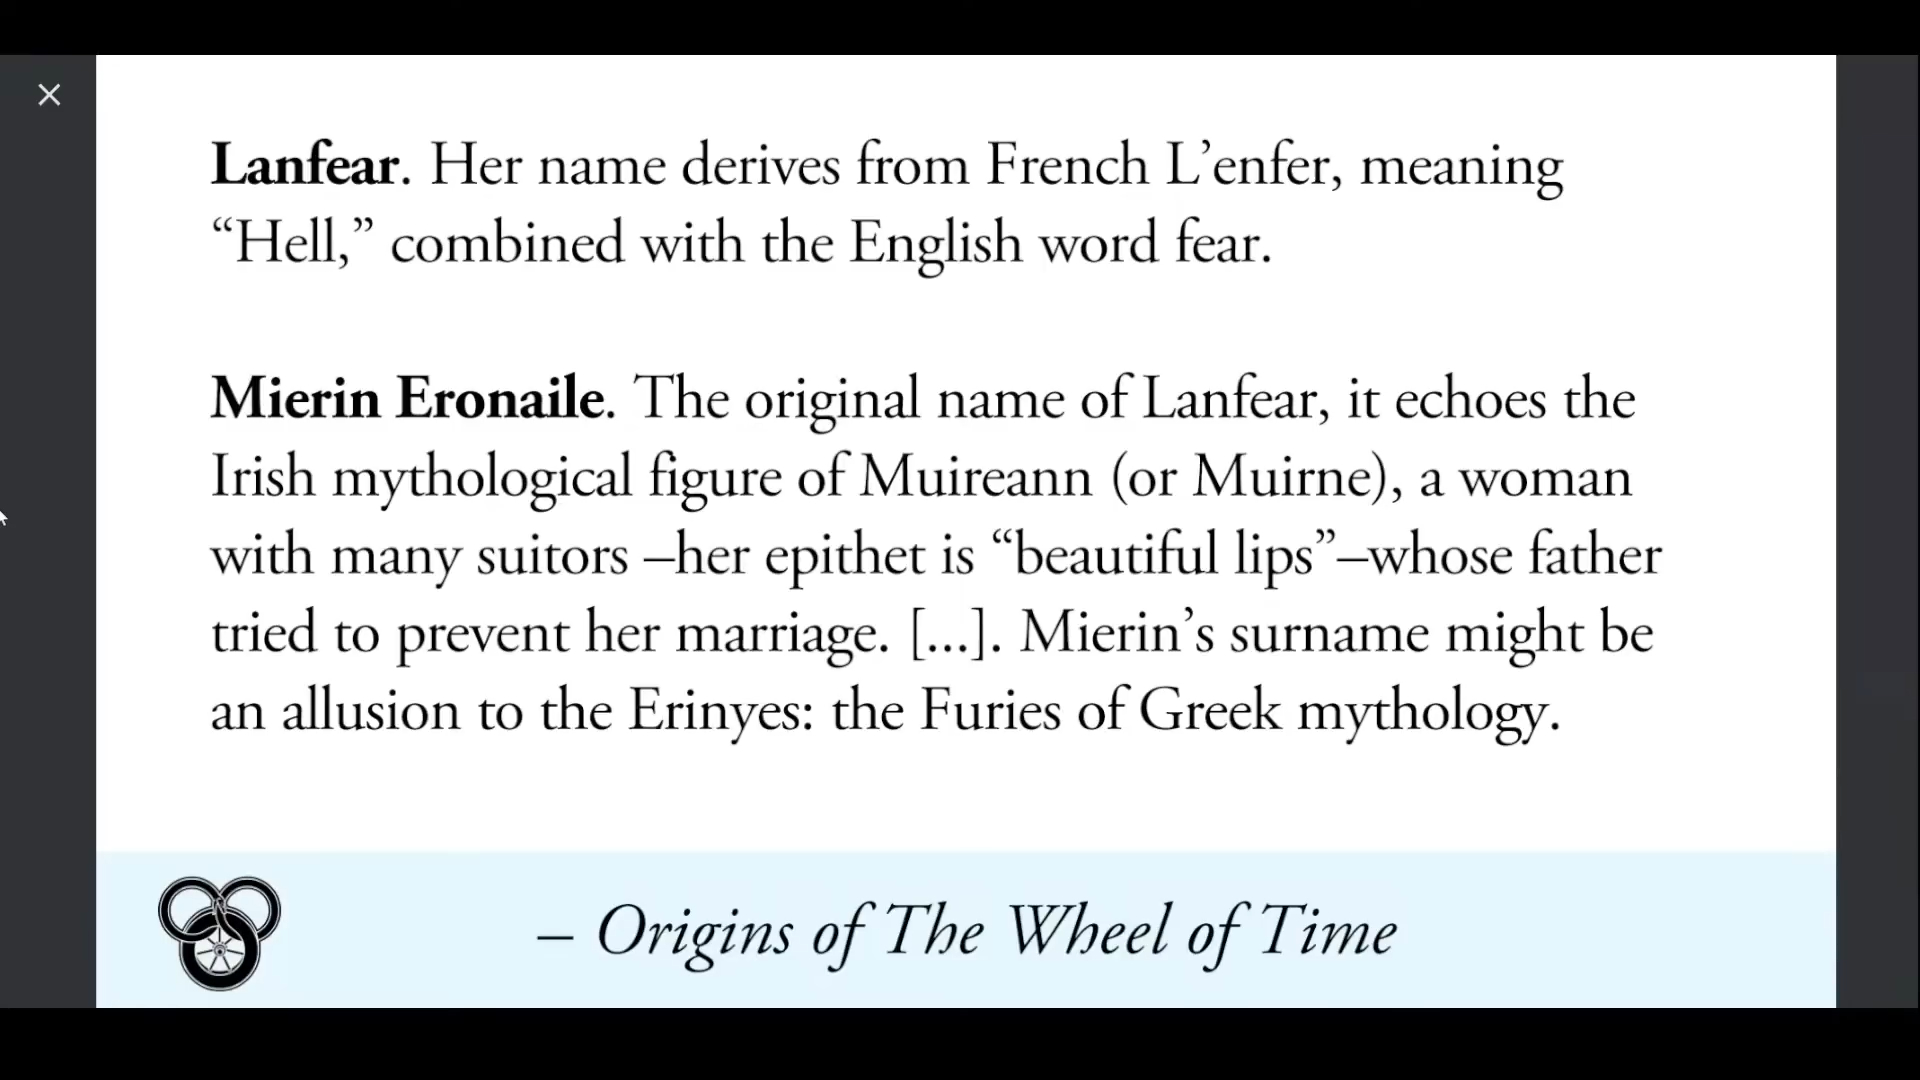 Lanfear. Her name derives from French L’enfer, meaning
“Hell,” combined with the English word fear.
Mierin Eronaile. The original name of Lanfear, it echoes the
Irish mythological figure of Muireann (or Muirne), a woman
with many suitors –her epithet is “beautiful lips”–whose father
tried to prevent her marriage. [...]. Mierin’s surname might be
an allusion to the Erinyes: the Furies of Greek mythology.
– Origins of The Wheel of Time